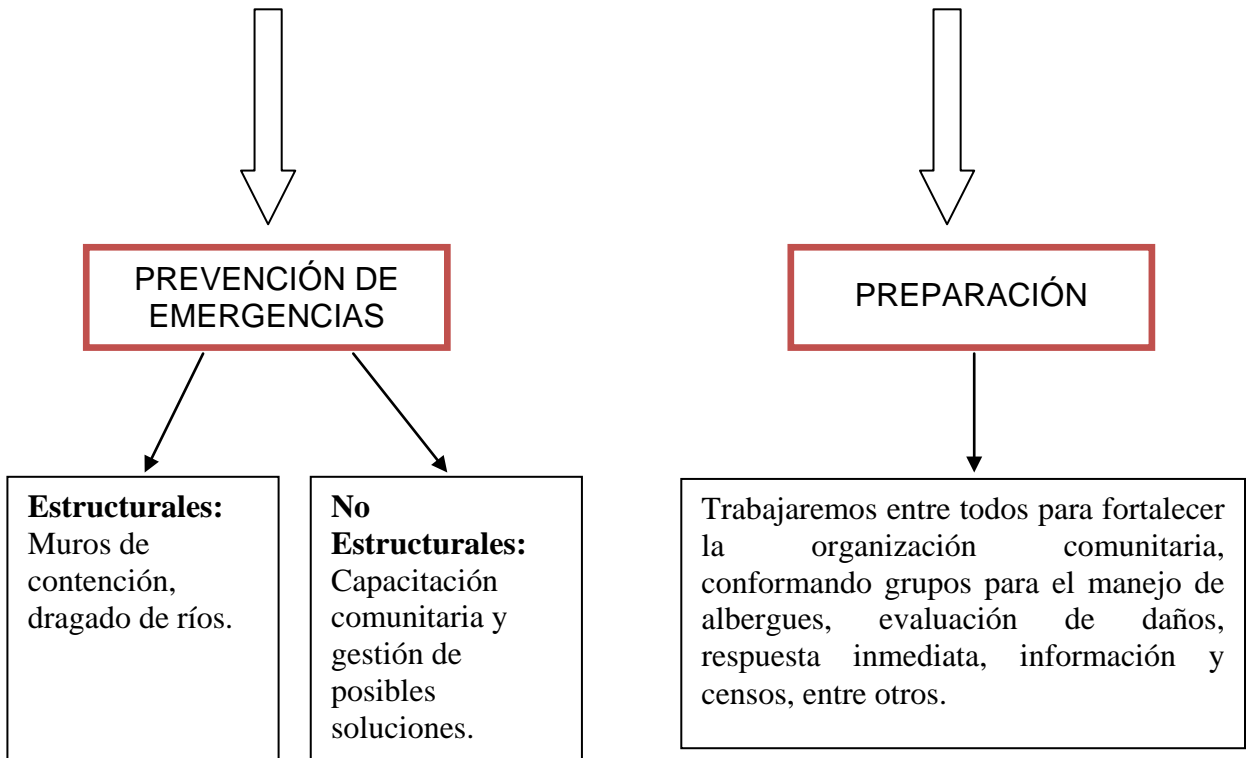 PREVENCIÓN DE
EMERGENCIAS
PREPARACIÓN
Estructurales:
Muros de
contención,
dragado de ríos.
No
Estructurales:
Capacitación
comunitaria y
gestión de
posibles
soluciones.
Trabajaremos entre todos para fortalecer
la organización comunitaria,
conformando grupos para el manejo de
albergues, evaluación de daños,
respuesta inmediata, información y
censos, entre otros.